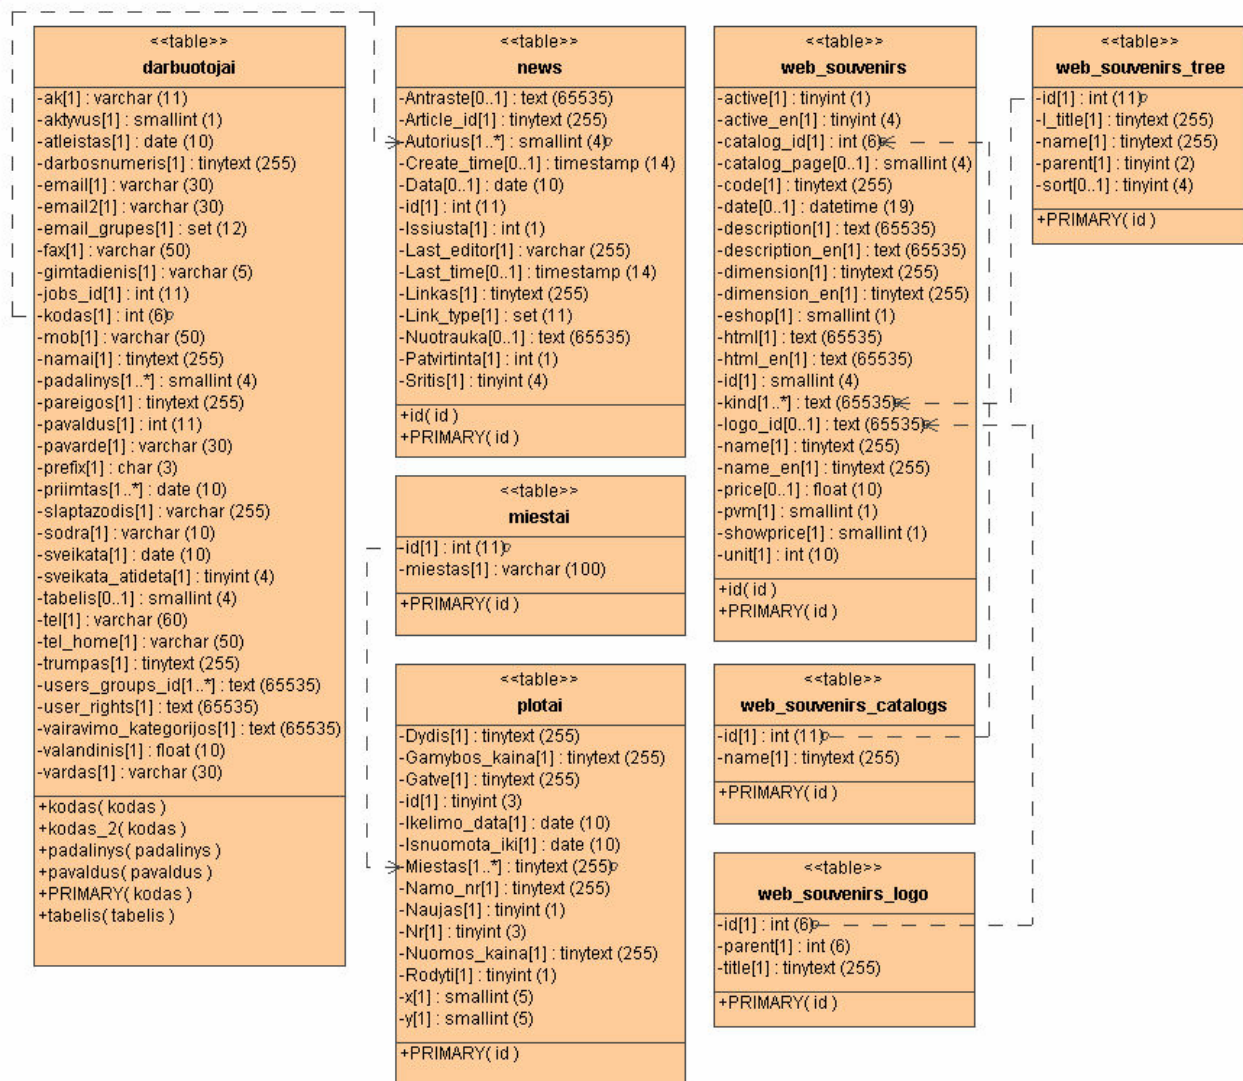 <<table>>
darbuotojai
-ak[1] : varchar (11)
-aktyvus[1] : smallint (1)
-atleistas[1] : date (10)
-darbosnumeris[1] : tinytext (255)
-email[1] : varchar (30)
-email2[1] : varchar (30)
-email_grupes[1] : set (12)
-fax[1] : varchar (50)
-gimtadienis[1] : varchar (5)
-jobs_id[1] : int (11)
-kodas[1] : int (6)
-mob[1] : varchar (50)
-namai[1] : tinytext (255)
-padalinys[1..*] : smallint (4)
-pareigos[1] : tinytext (255)
-pavaldus[1] : int (11)
-pavarde[1] : varchar (30)
-prefix[1] : char (3)
-priimtas[1..*] : date (10)
-slaptazodis[1] : varchar (255)
-sodra[1] : varchar (10)
-sveikata[1] : date (10)
-sveikata_atideta[1] : tinyint (4)
-tabelis[0..1] : smallint (4)
-tel[1] : varchar (60)
-tel_home[1] : varchar (50)
-trumpas[1] : tinytext (255)
-users_groups_id[1..*] : text (65535)
-user_rights[1] : text (65535)
-vairavimo_kategorijos[1] : text (65535)
-valandinis[1] : float (10)
-vardas[1] : varchar (30)
+kodas( kodas )
+kodas_2( kodas )
+padalinys( padalinys )
+pavaldus( pavaldus )
+PRIMARY( kodas )
+tabelis( tabelis )
<<table>>
news
-Antraste[0..1] : text (65535)
-Article_id[1] : tinytext (255)
-Autorius[1..*] : smallint (4)
-Create_time[0..1] : timestamp (14)
-Data[0..1] : date (10)
-id[1] : int (11)
-Issiusta[1] : int (1)
-Last_editor[1] : varchar (255)
-Last_time[0..1] : timestamp (14)
-Linkas[1] : tinytext (255)
-Link_type[1] : set (11)
-Nuotrauka[0..1] : text (65535)
-Patvirtinta[1] : int (1)
-Sritis[1] : tinyint (4)
+id( id )
+PRIMARY( id )
<<table>>
miestai
-id[1] : int (11)
-miestas[1] : varchar (100)
+PRIMARY( id )
<<table>>
plotai
-Dydis[1] : tinytext (255)
-Gamybos_kaina[1] : tinytext (255)
-Gatve[1] : tinytext (255)
-id[1] : tinyint (3)
-Ikelimo_data[1] : date (10)
-Isnuomota_iki[1] : date (10)
-Miestas[1..*] : tinytext (255)
-Namo_nr[1] : tinytext (255)
-Naujas[1] : tinyint (1)
-Nr[1] : tinyint (3)
-Nuomos_kaina[1] : tinytext (255)
-Rodyti[1] : tinyint (1)
-x[1] : smallint (5)
-y[1] : smallint (5)
+PRIMARY( id )
<<table>>
web_souvenirs
-active[1] : tinyint (1)
-active_en[1] : tinyint (4)
-catalog_id[1] : int (6)
-catalog_page[0..1] : smallint (4)
-code[1] : tinytext (255)
-date[0..1] : datetime (19)
-description[1] : text (65535)
-description_en[1] : text (65535)
-dimension[1] : tinytext (255)
-dimension_en[1] : tinytext (255)
-eshop[1] : smallint (1)
-html[1] : text (65535)
-html_en[1] : text (65535)
-id[1] : smallint (4)
-kind[1..*] : text (65535)
-logo_id[0..1] : text (65535)
-name[1] : tinytext (255)
-name_en[1] : tinytext (255)
-price[0..1] : float (10)
-pvm[1] : smallint (1)
-showprice[1] : smallint (1)
-unit[1] : int (10)
+id( id )
+PRIMARY( id )
<<table>>
web_souvenirs_catalogs
-id[1] : int (11)
-name[1] : tinytext (255)
+PRIMARY( id )
<<table>>
web_souvenirs_logo
-id[1] : int (6)
-parent[1] : int (6)
-title[1] : tinytext (255)
+PRIMARY( id )
<<table>>
web_souvenirs_tree
-id[1] : int (11)
-l_title[1] : tinytext (255)
-name[1] : tinytext (255)
-parent[1] : tinyint (2)
-sort[0..1] : tinyint (4)
+PRIMARY( id )